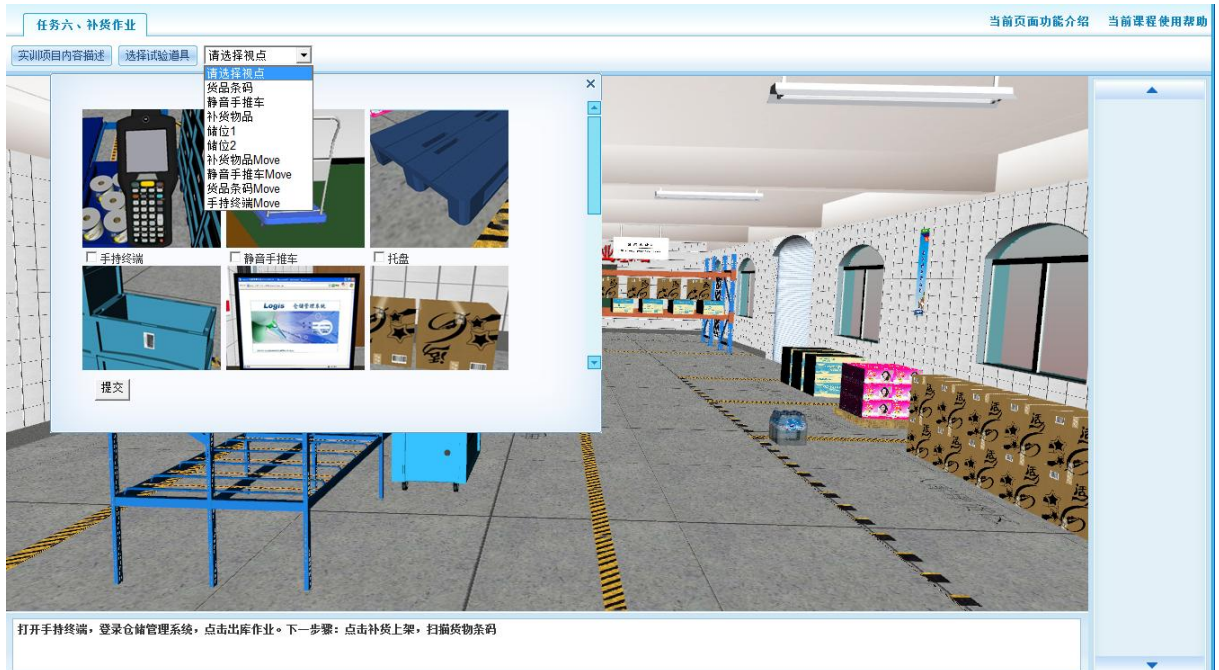 任务六、补货作业
当前页面功能介绍
当前课程使用帮助
实训项目内容描述
选择试验道具
请选择视点
请选择视点
货品条码
静音手推车
补货物品
储位1
储位2
补货物品Move
静音手推车Move
货品条码Move
手持终端Move
手持终端
静音手推车
托盘
Logis 仓储管理系统
提交
打开手持终端，登录仓储管理系统，点击出库作业。下一步骤：点击补货上架，扫描货物条码